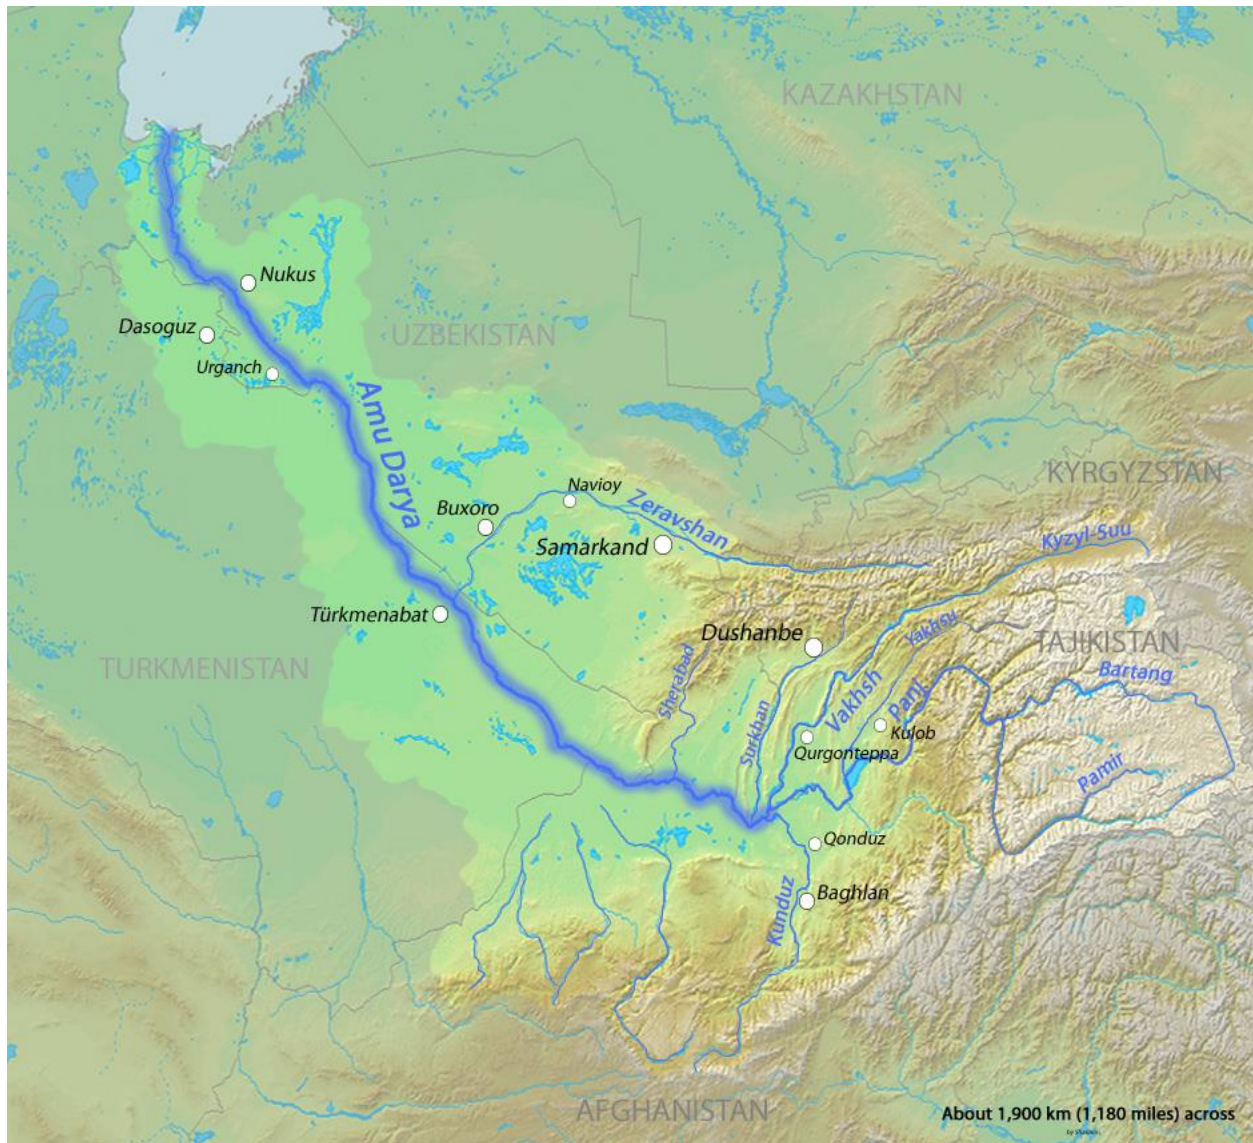 KAZAKHSTAN
Nukus
Dasoguz
UZBEKISTAN
Urganch
Amu Darya
KYRGYZSTAN
Navioy
Buxoro
Zeravshan
Kyzyl-Suu
Samarkand
Türkmenabat
Dushanbe
Yakhsu
TAJIKISTAN
TURKMENISTAN
Bartang
Sherabad
Vakhsh
Panj
Surkhan
Kulob
Qurgonteppa
Pamir
Qonduz
Baghlan
Kunduz
AFGHANISTAN
About 1,900 km (1,180 miles) across